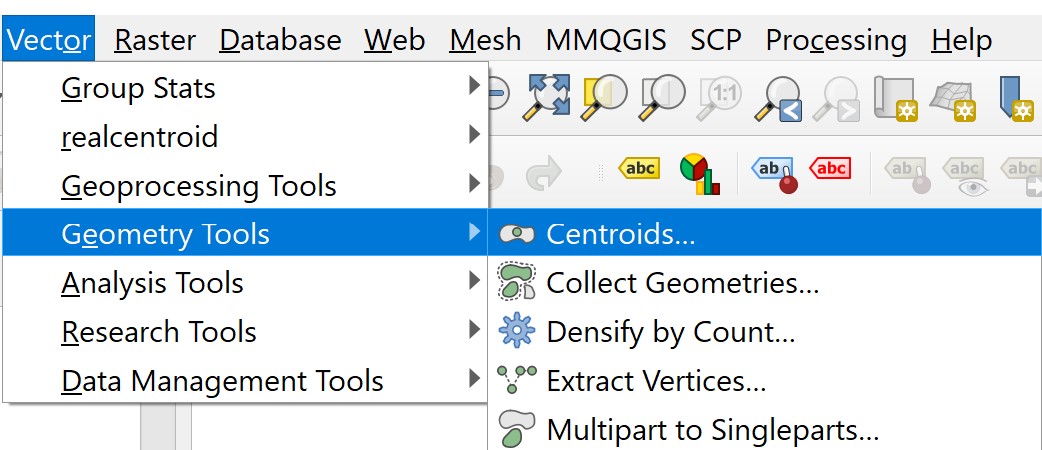 Vector Raster Database Web Mesh MMQGIS SCP Processing Help
Group Stats
1:1
realcentroid
Geoprocessing Tools
abc ab abc ab abc abc
Geometry Tools
Centroids...
Analysis Tools
Collect Geometries...
Research Tools
Densify by Count...
Data Management Tools
Extract Vertices...
Multipart to Singleparts...